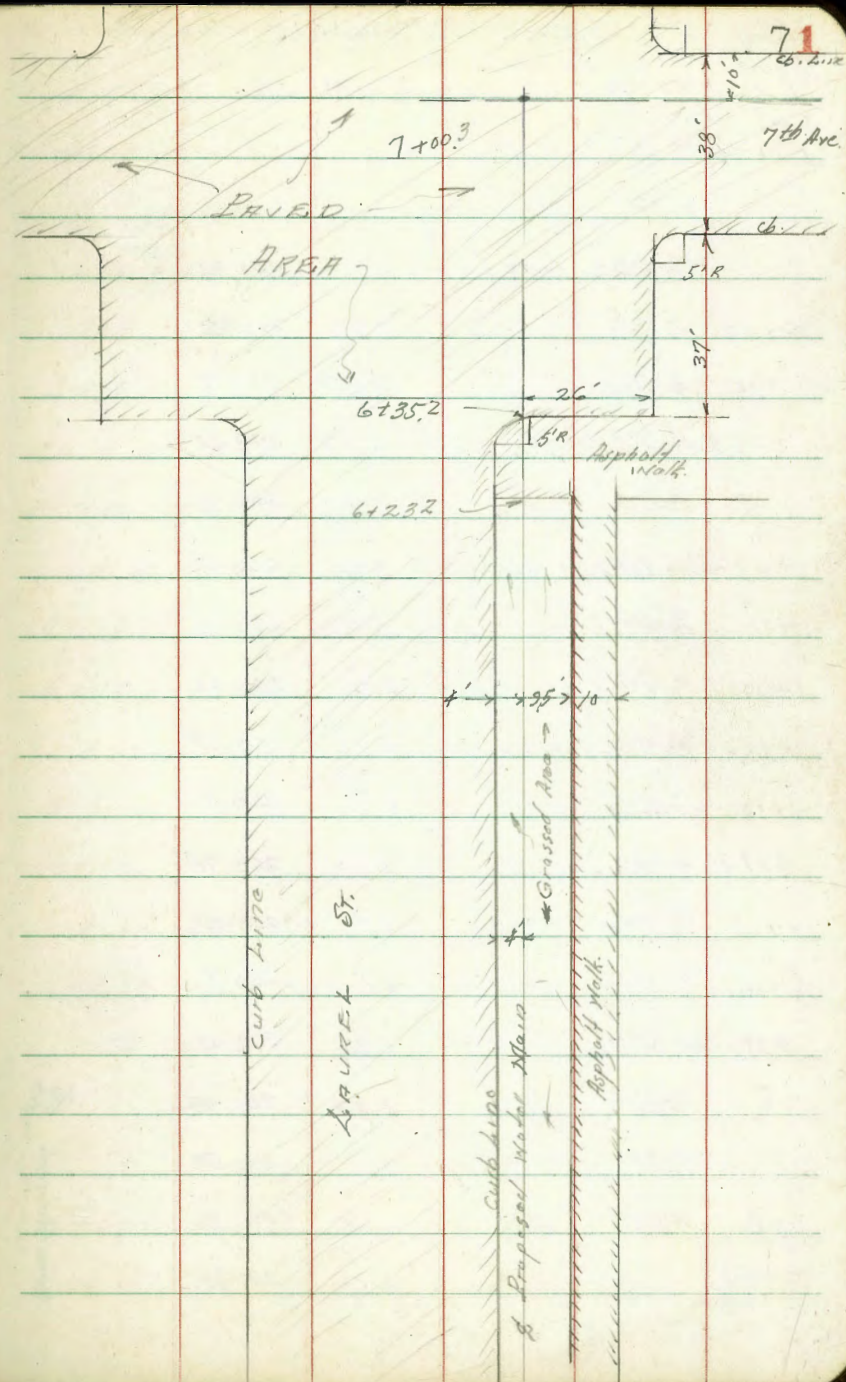 71
cb. Line
10'
7+00.3
38'
7th Ave.
PAVED
cb.
AREA
5'R
37'
26'
6+35.2
5'R
Asphalt
Walk.
6+23.2
4'
9.5'
10
Grassed Area
4'
Curb Line
LAUREL ST.
Curb Line
Proposed Water Main
Asphalt Walk.